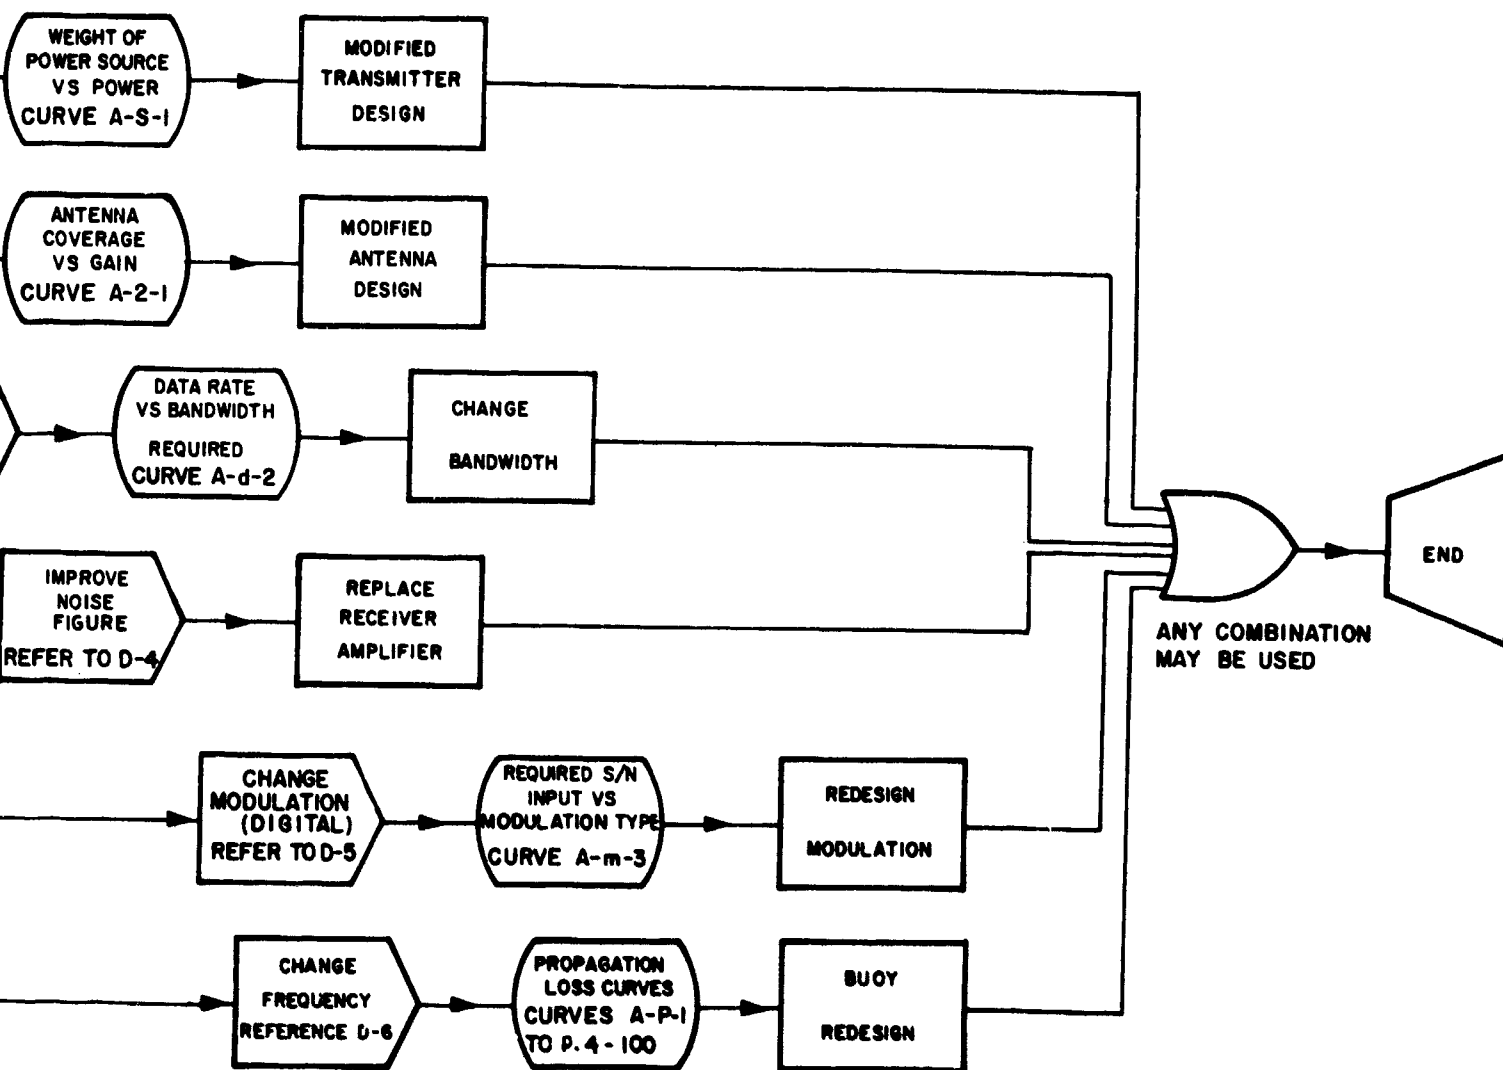 WEIGHT OF
POWER SOURCE
VS POWER
CURVE A-S-1
MODIFIED
TRANSMITTER
DESIGN
ANTENNA
COVERAGE
VS GAIN
CURVE A-2-1
MODIFIED
ANTENNA
DESIGN
DATA RATE
VS BANDWIDTH
REQUIRED
CURVE A-d-2
CHANGE
BANDWIDTH
IMPROVE
NOISE
FIGURE
REFER TO D-4
REPLACE
RECEIVER
AMPLIFIER
END
ANY COMBINATION
MAY BE USED
CHANGE
MODULATION
(DIGITAL)
REFER TO D-5
REQUIRED S/N
INPUT VS
MODULATION TYPE
CURVE A-m-3
REDESIGN
MODULATION
CHANGE
FREQUENCY
REFERENCE D-6
PROPAGATION
LOSS CURVES
CURVES A-P-1
TO P.4-100
BUOY
REDESIGN